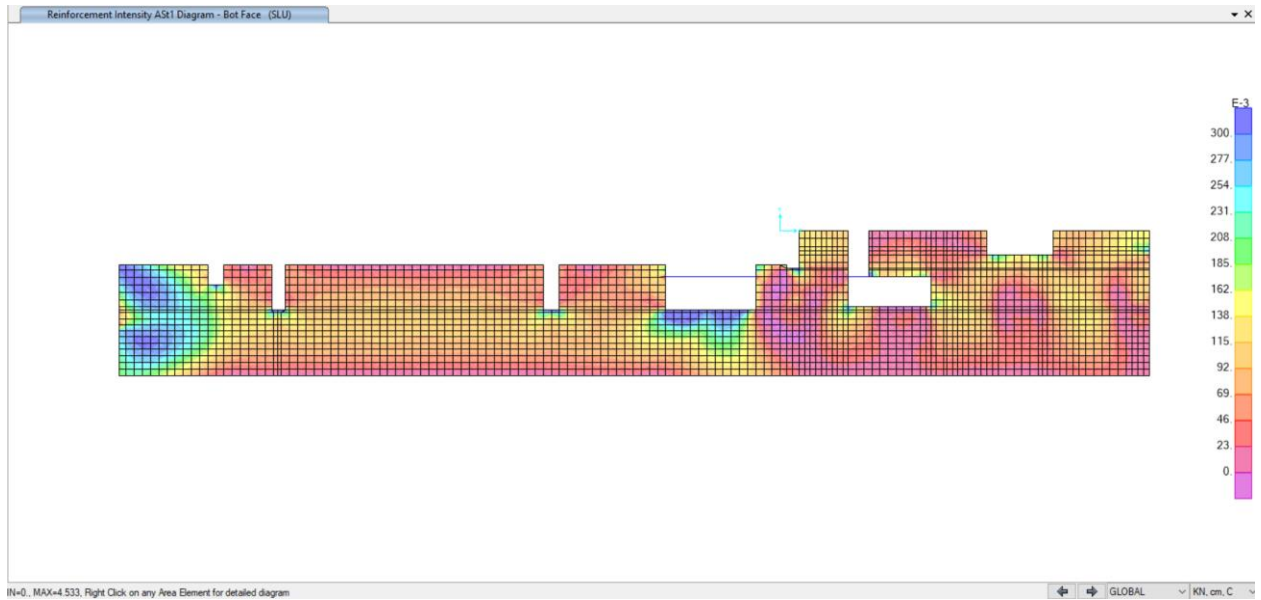 Reinforcement Intensity ASt1 Diagram - Bot Face (SLU)
E-3
300.
277.
254.
231.
208.
185.
162.
138.
115.
92.
69.
46.
23.
0.
IN=0., MAX=4.533, Right Click on any Area Element for detailed diagram
GLOBAL
KN, cm, C